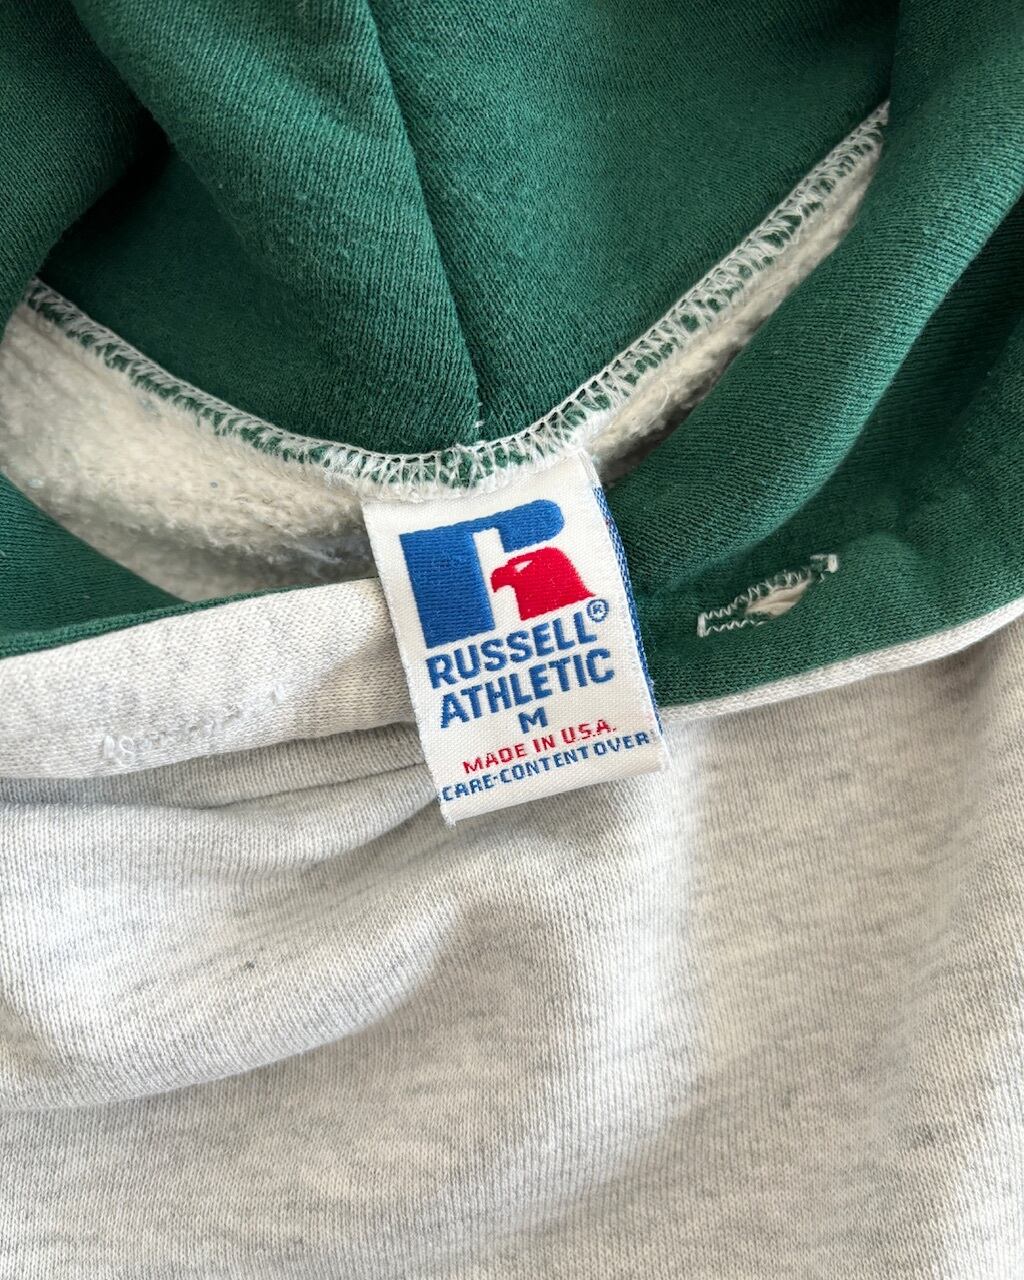 R
RUSSELL®
ATHLETIC
M
MADE IN U.S.A.
CARE-CONTENT OVER